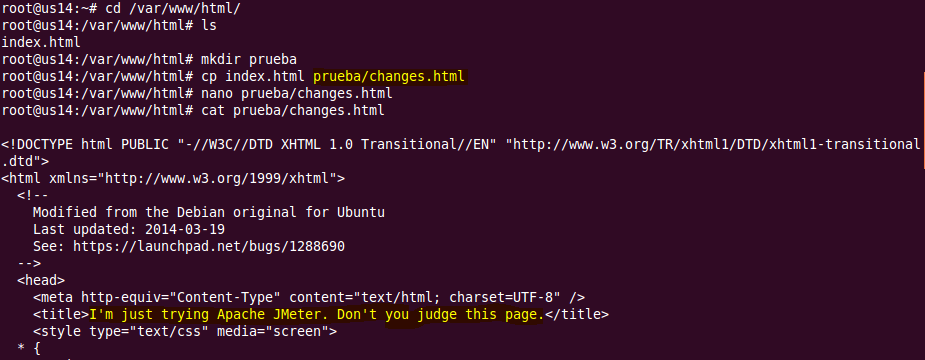 root@us14:~# cd /var/www/html/
root@us14:/var/www/html# ls
index.html
root@us14:/var/www/html# mkdir prueba
root@us14:/var/www/html# cp index.html prueba/changes.html
root@us14:/var/www/html# nano prueba/changes.html
root@us14:/var/www/html# cat prueba/changes.html

<!DOCTYPE html PUBLIC "-//W3C//DTD XHTML 1.0 Transitional//EN" "http://www.w3.org/TR/xhtml1/DTD/xhtml1-transitional
.dtd">
<html xmlns="http://www.w3.org/1999/xhtml">
  <!--
    Modified from the Debian original for Ubuntu
    Last updated: 2014-03-19
    See: https://launchpad.net/bugs/1288690
  -->
  <head>
    <meta http-equiv="Content-Type" content="text/html; charset=UTF-8" />
    <title>I'm just trying Apache JMeter. Don't you judge this page.</title>
    <style type="text/css" media="screen">
  * {